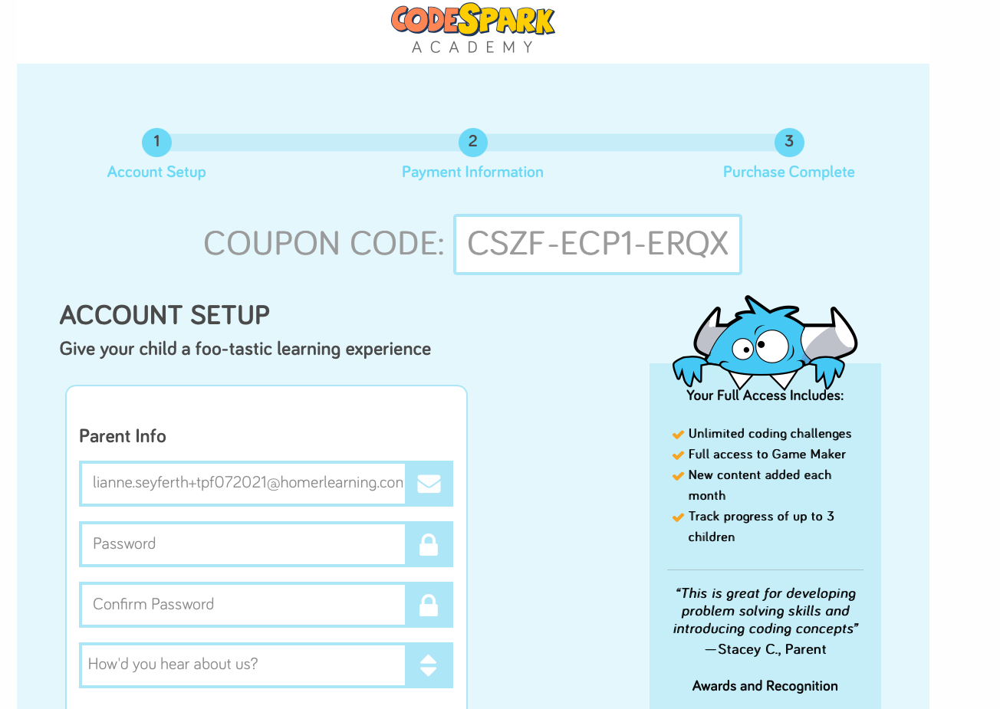 CODESPARK
ACADEMY
1
2
3
Account Setup
Payment Information
Purchase Complete
COUPON CODE: CSZF-ECP1-ERQX
ACCOUNT SETUP
Give your child a foo-tastic learning experience
Parent Info
lianne.seyferth+tpf072021@homerlearning.con
Password
Confirm Password
How'd you hear about us?
Your Full Access Includes:
Unlimited coding challenges
Full access to Game Maker
New content added each
month
Track progress of up to 3
children
“This is great for developing
problem solving skills and
introducing coding concepts”
—Stacey C., Parent
Awards and Recognition